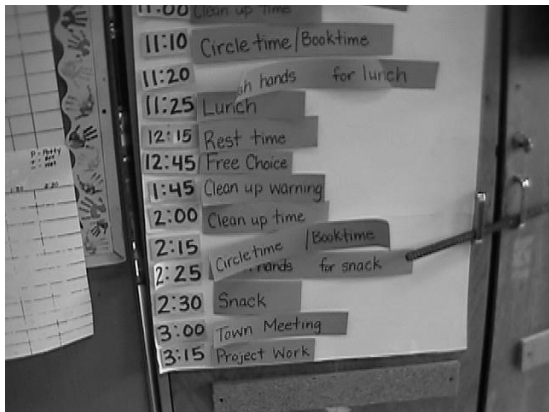 11:00 Clean up time
11:10 Circle time/Booktime
11:20 sh hands for lunch
11:25 Lunch
12:15 Rest time
12:45 Free Choice
1:45 Clean up warning
2:00 Clean up time
2:15 Circle time /Booktime
2:25 hands for snack
2:30 Snack
3:00 Town Meeting
3:15 Project Work
P = Potty